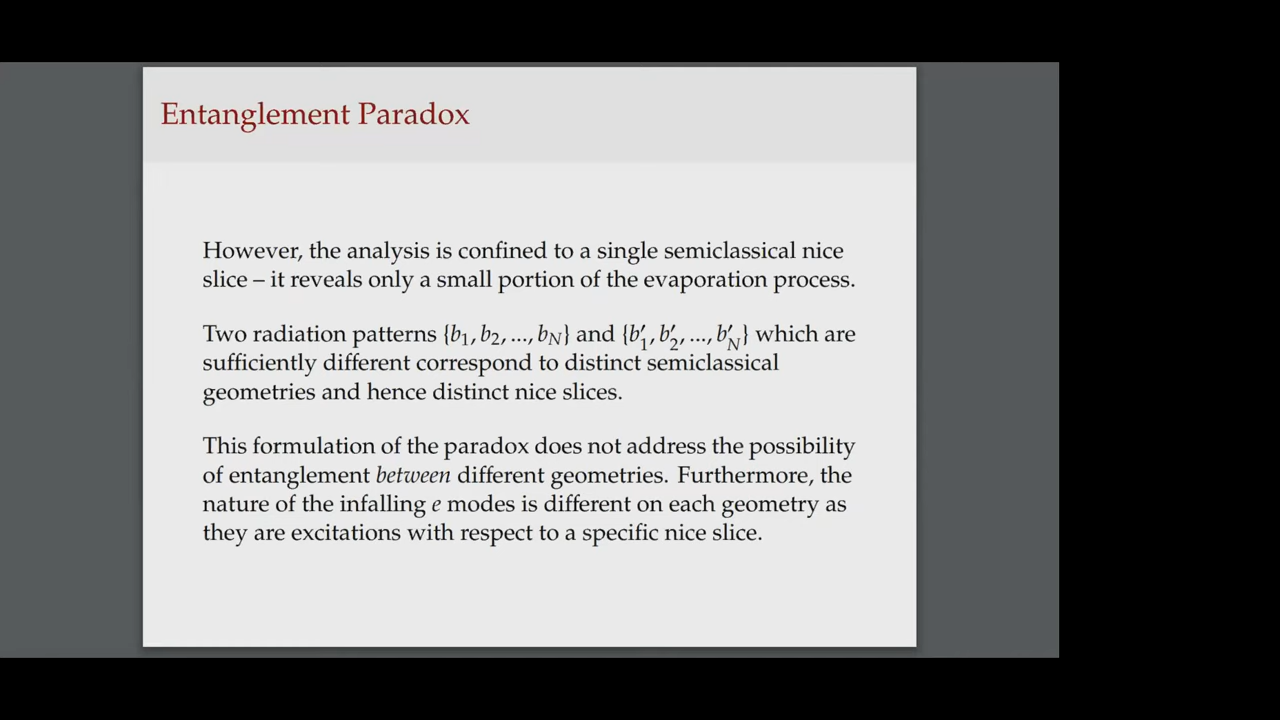 Entanglement Paradox
However, the analysis is confined to a single semiclassical nice
slice – it reveals only a small portion of the evaporation process.
Two radiation patterns {b₁, b₂, ..., b_N} and {b′₁, b′₂, ..., b′_N} which are
sufficiently different correspond to distinct semiclassical
geometries and hence distinct nice slices.
This formulation of the paradox does not address the possibility
of entanglement between different geometries. Furthermore, the
nature of the infalling e modes is different on each geometry as
they are excitations with respect to a specific nice slice.